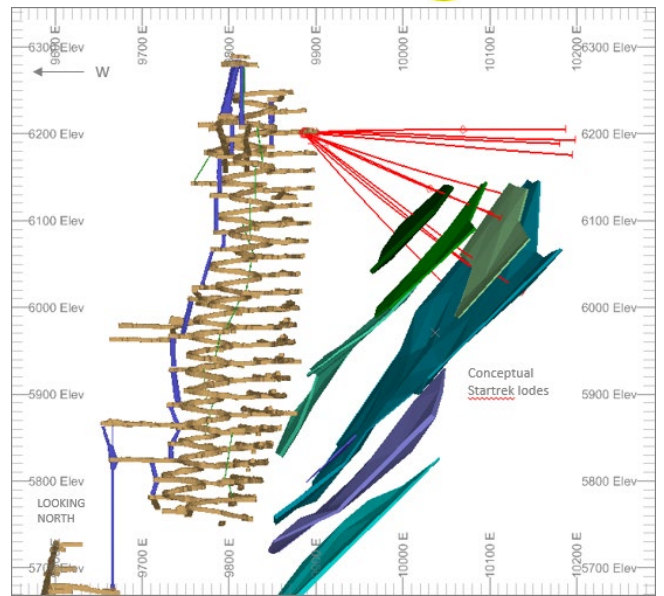 9600 E
9700 E
9800 E
9900 E
10000 E
10100 E
10200 E
6300 Elev
6300 Elev
W
6200 Elev
6200 Elev
6100 Elev
6100 Elev
6000 Elev
6000 Elev
5900 Elev
5900 Elev
Conceptual
Startrek lodes
5800 Elev
5800 Elev
LOOKING
NORTH
5700 Elev
9700 E
9800 E
9900 E
10000 E
10100 E
10200 E